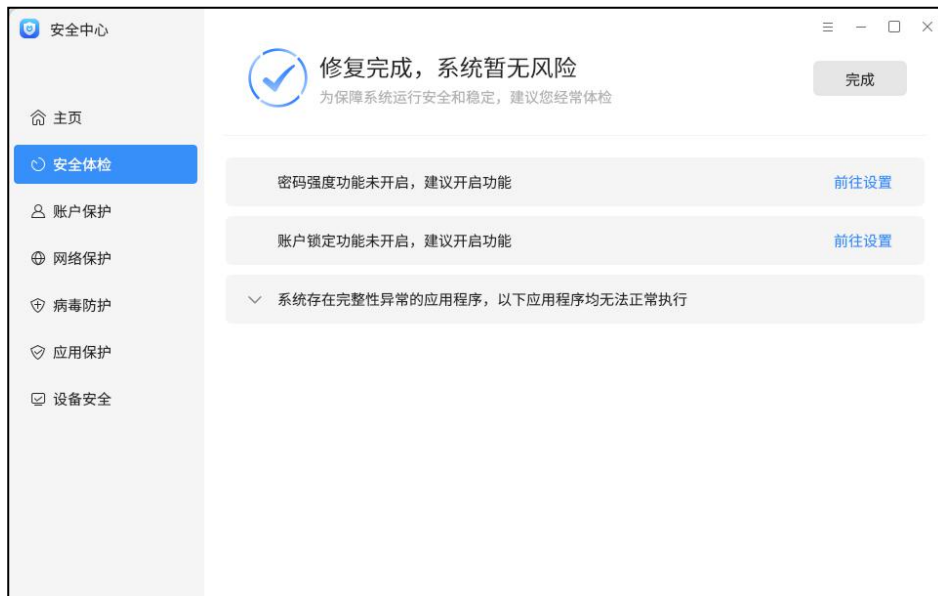 安全中心
修复完成，系统暂无风险
完成
为保障系统运行安全和稳定，建议您经常体检
主页
安全体检
账户保护
网络保护
病毒防护
应用保护
设备安全
密码强度功能未开启，建议开启功能
前往设置
账户锁定功能未开启，建议开启功能
前往设置
系统存在完整性异常的应用程序，以下应用程序均无法正常执行